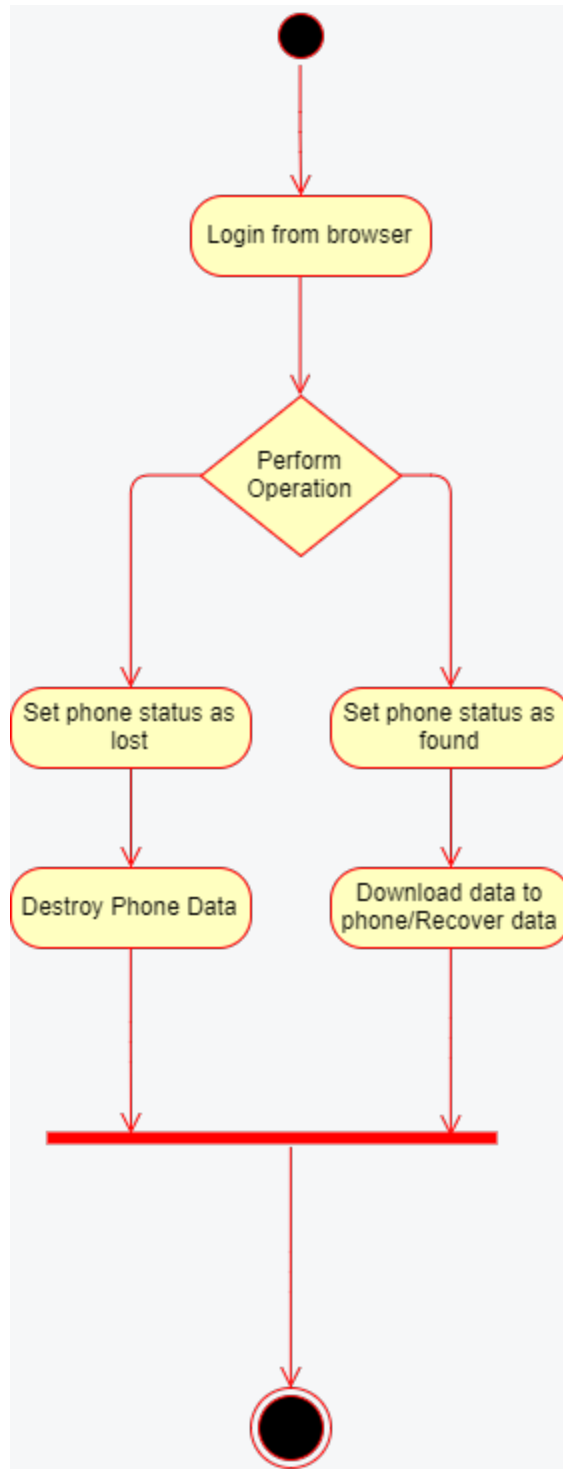 Login from browser
Perform
Operation
Set phone status as
lost
Set phone status as
found
Destroy Phone Data
Download data to
phone/Recover data